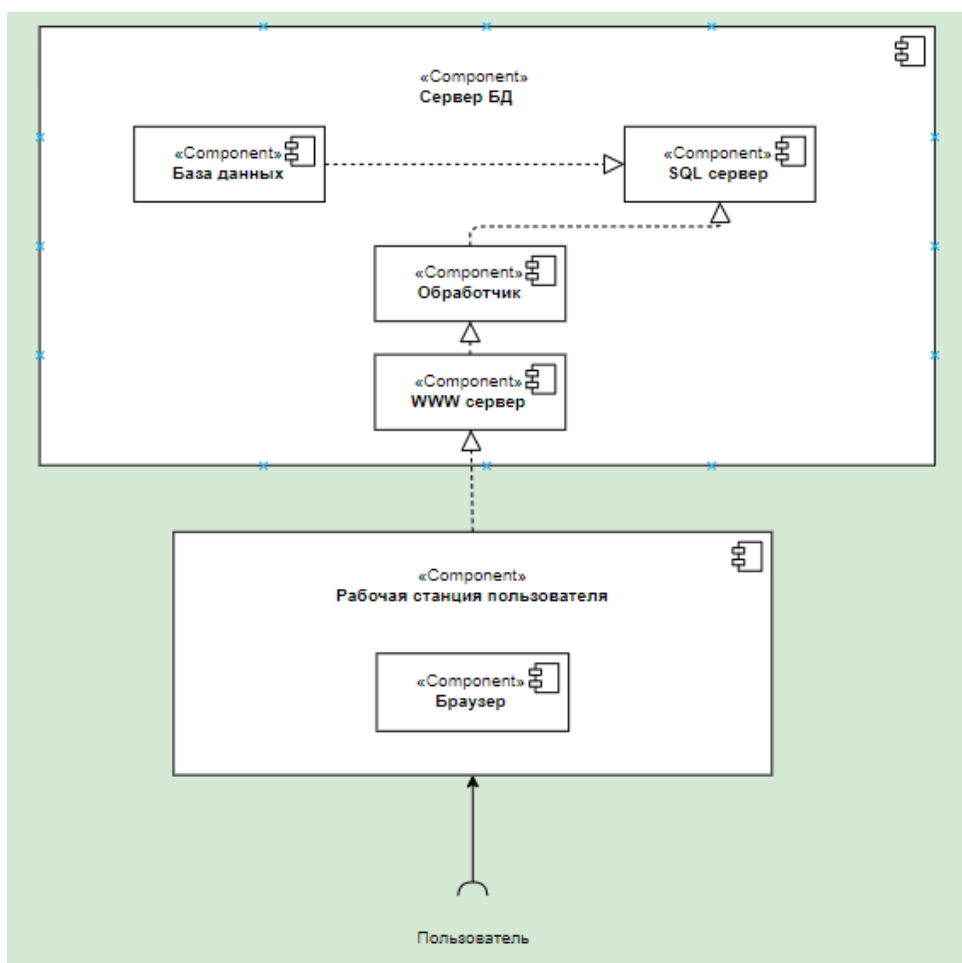 «Component»
Сервер БД
«Component»
База данных
«Component»
SQL сервер
«Component»
Обработчик
«Component»
WWW сервер
«Component»
Рабочая станция пользователя
«Component»
Браузер
Пользователь